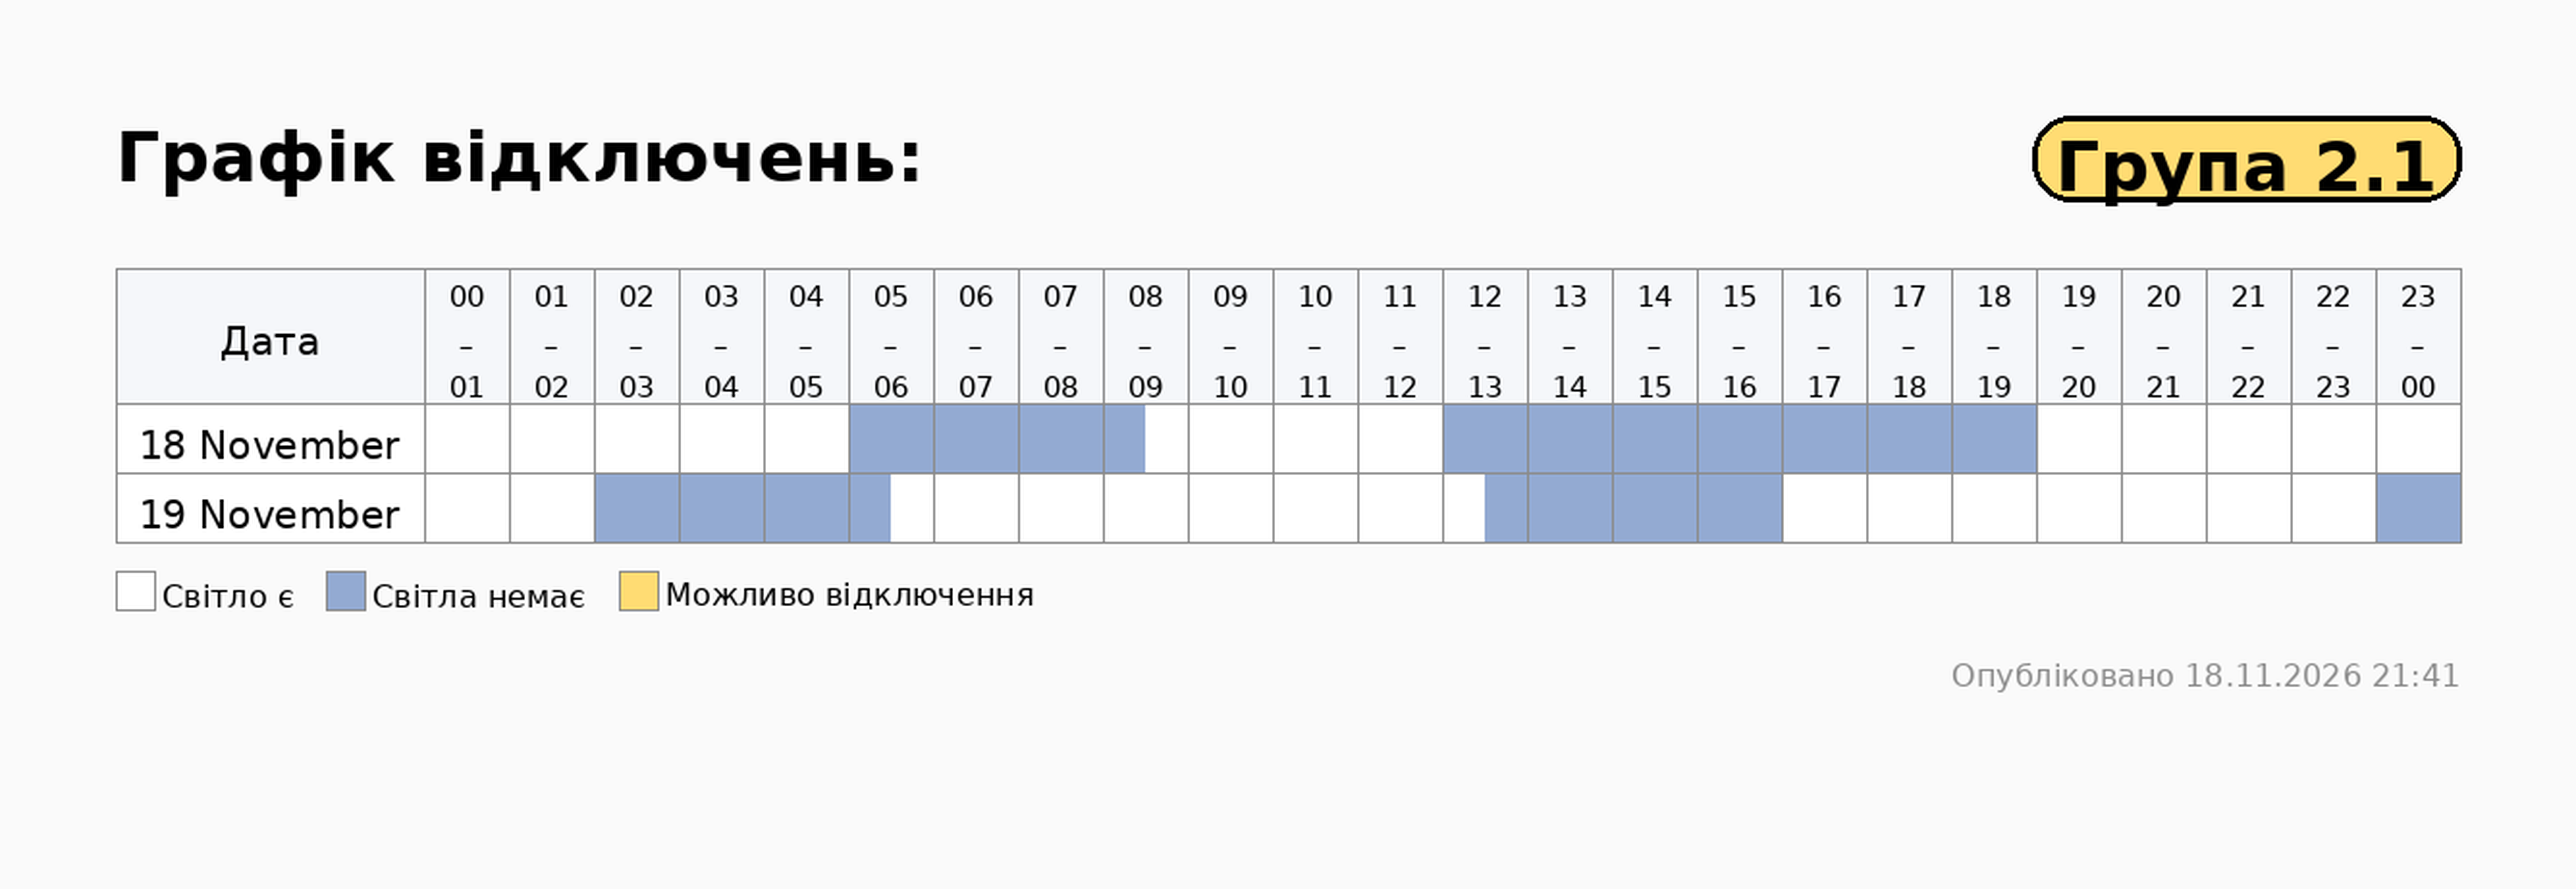 Графік відключень:
Група 2.1
Дата
00 – 01
01 – 02
02 – 03
03 – 04
04 – 05
05 – 06
06 – 07
07 – 08
08 – 09
09 – 10
10 – 11
11 – 12
12 – 13
13 – 14
14 – 15
15 – 16
16 – 17
17 – 18
18 – 19
19 – 20
20 – 21
21 – 22
22 – 23
23 – 00
18 November
19 November
Світло є
Світла немає
Можливо відключення
Опубліковано 18.11.2026 21:41